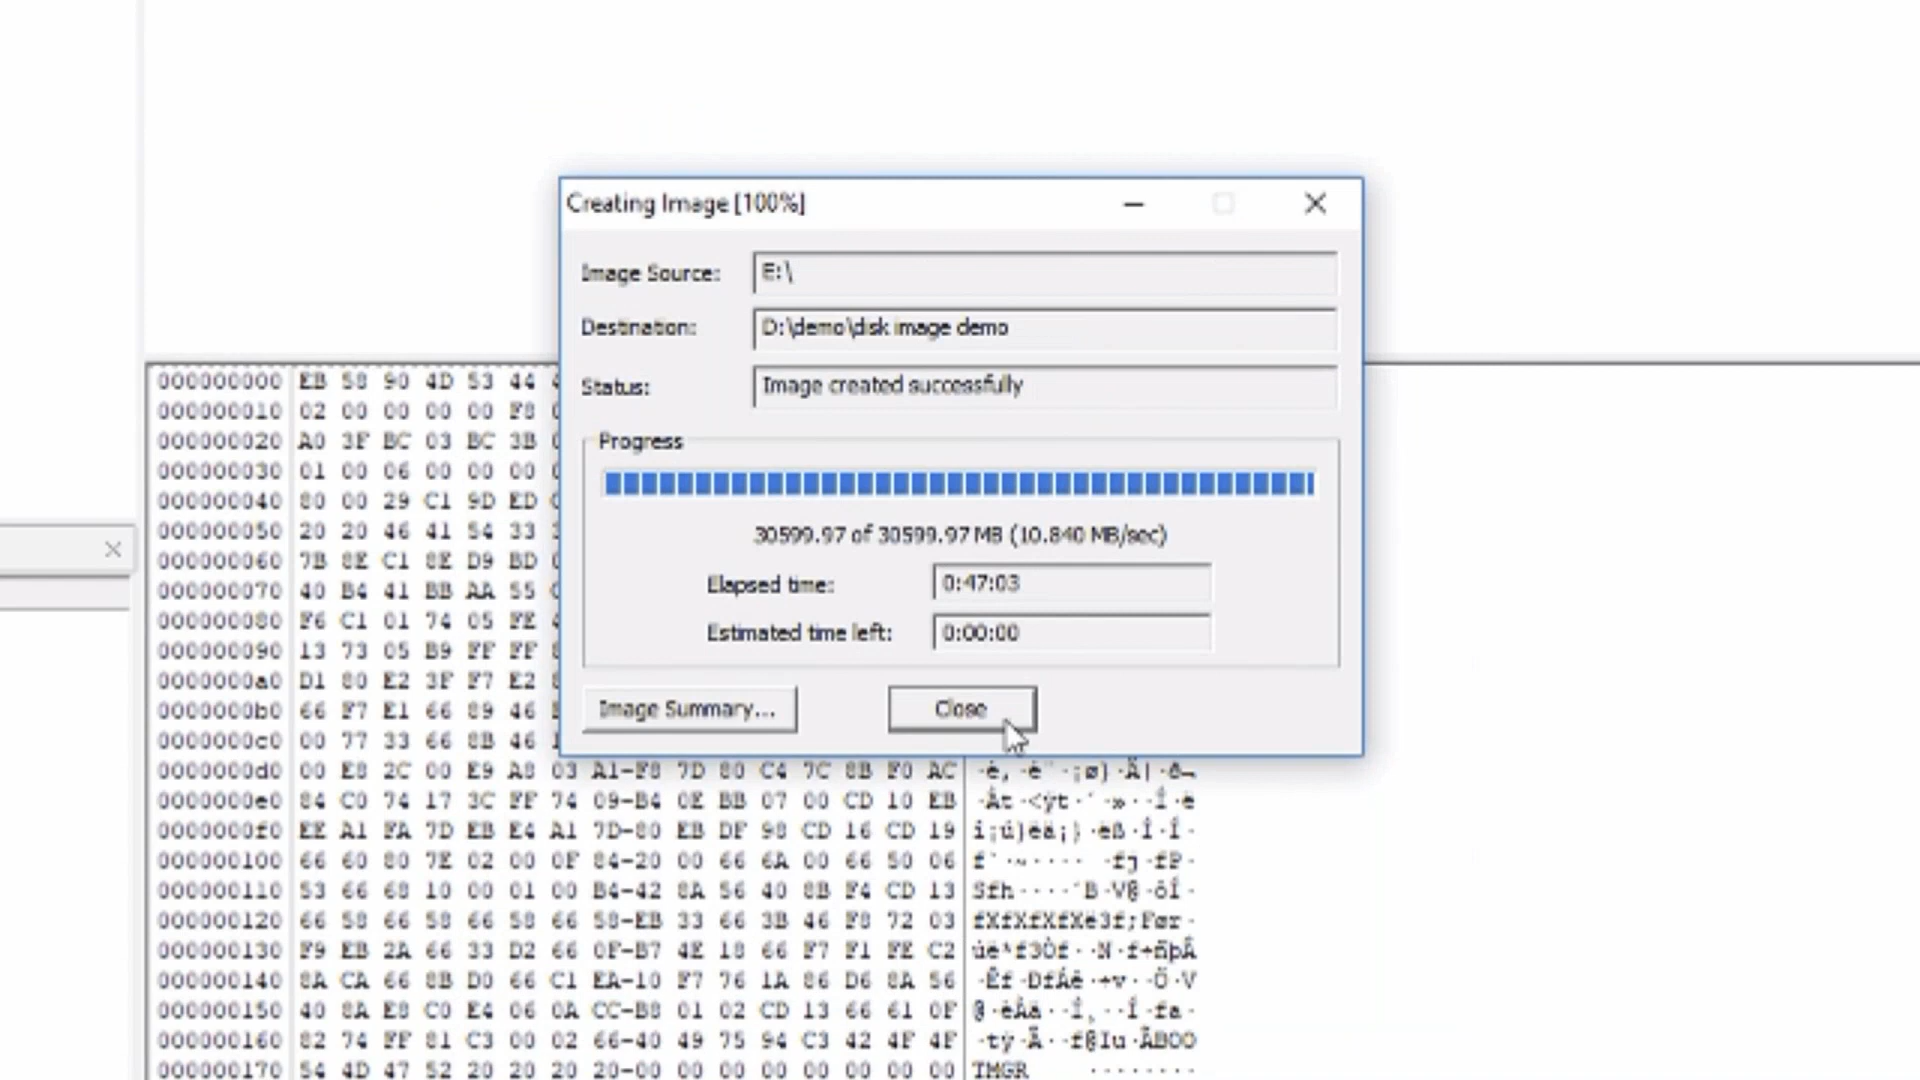 Creating Image [100%]
Image Source: E:\
Destination: D:\demo\disk image demo
Status: Image created successfully
Progress
30599.97 of 30599.97 MB (10.840 MB/sec)
Elapsed time: 0:47:03
Estimated time left: 0:00:00
Image Summary... Close
000000000 EB 58 90 4D 53 44
000000010 02 00 00 00 00 F8
000000020 A0 3F BC 03 BC 3B
000000030 01 00 06 00 00 00
000000040 80 00 29 C1 9D ED
000000050 20 20 46 41 54 33
000000060 7B 8E C1 8E D9 BD
000000070 40 B4 41 BB AA 55
000000080 F6 C1 01 74 05 FE
000000090 13 73 05 B9 FF FF
0000000a0 D1 80 E2 3F F7 E2
0000000b0 66 F7 E1 66 89 46
0000000c0 00 77 33 66 8B 46
0000000d0 00 E8 2C 00 E9 A8 03 A1-F8 7D 80 C4 7C 8B F0 AC
0000000e0 84 C0 74 17 3C FF 74 09-B4 0E BB 07 00 CD 10 EB
0000000f0 EE A1 FA 7D EB E4 A1 7D-80 EB DF 98 CD 16 CD 19
000000100 66 60 80 7E 02 00 0F 84-20 00 66 6A 00 66 50 06
000000110 53 66 68 10 00 01 00 B4-42 8A 56 40 8B F4 CD 13
000000120 66 58 66 58 66 58 66 58-EB 33 66 3B 46 F8 72 03
000000130 F9 EB 2A 66 33 D2 66 0F-B7 4E 18 66 F7 F1 FE C2
000000140 8A CA 66 8B D0 66 C1 EA-10 F7 76 1A 86 D6 8A 56
000000150 40 8A E8 C0 E4 06 0A CC-B8 01 02 CD 13 66 61 0F
000000160 82 74 FF 81 C3 00 02 66-40 49 75 94 C3 42 4F 4F
000000170 54 4D 47 52 20 20 20 20-00 00 00 00 00 00 00 00 TMGR